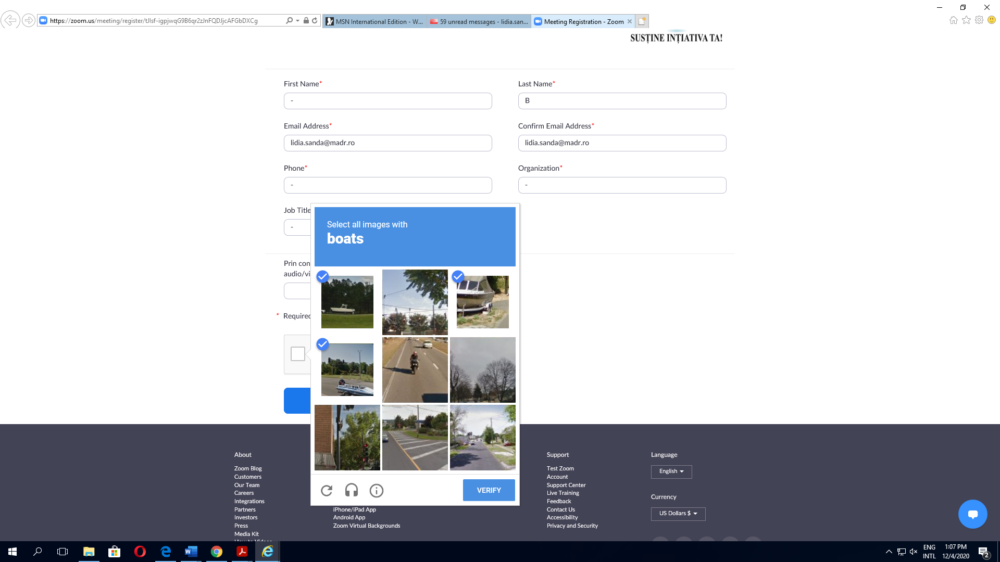 https://zoom.us/meeting/register/tJIsf-igpjwqG9B6qr2zJnFQDJjcAFGbDXCg
MSN International Edition - W...
59 unread messages - lidia.san...
Meeting Registration - Zoom
SUSȚINE INȚIATIVA TA!
First Name*
Last Name*
-
B
Email Address*
Confirm Email Address*
lidia.sanda@madr.ro
lidia.sanda@madr.ro
Phone*
Organization*
-
-
Job Title
-
Select all images with
boats
Prin con
audio/vi
* Required
VERIFY
About
Support
Language
Zoom Blog
Customers
Our Team
Careers
Integrations
Partners
Investors
Press
Media Kit
How to Videos
iPhone/iPad App
Android App
Zoom Virtual Backgrounds
Test Zoom
Account
Support Center
Live Training
Feedback
Contact Us
Accessibility
Privacy and Security
English
Currency
US Dollars $
ENG
INTL
1:07 PM
12/4/2020
2